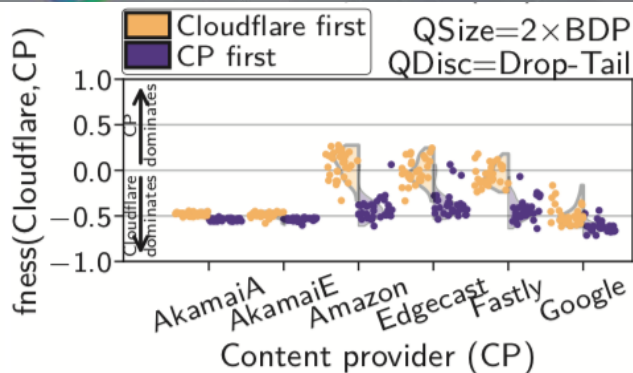 Cloudflare first
CP first
QSize=2×BDP
QDisc=Drop-Tail
fness(Cloudflare,CP)
1.0
0.5
0.0
−0.5
−1.0
CP
dominates
Cloudflare
dominates
AkamaiA
AkamaiE
Amazon
Edgecast
Fastly
Google
Content provider (CP)